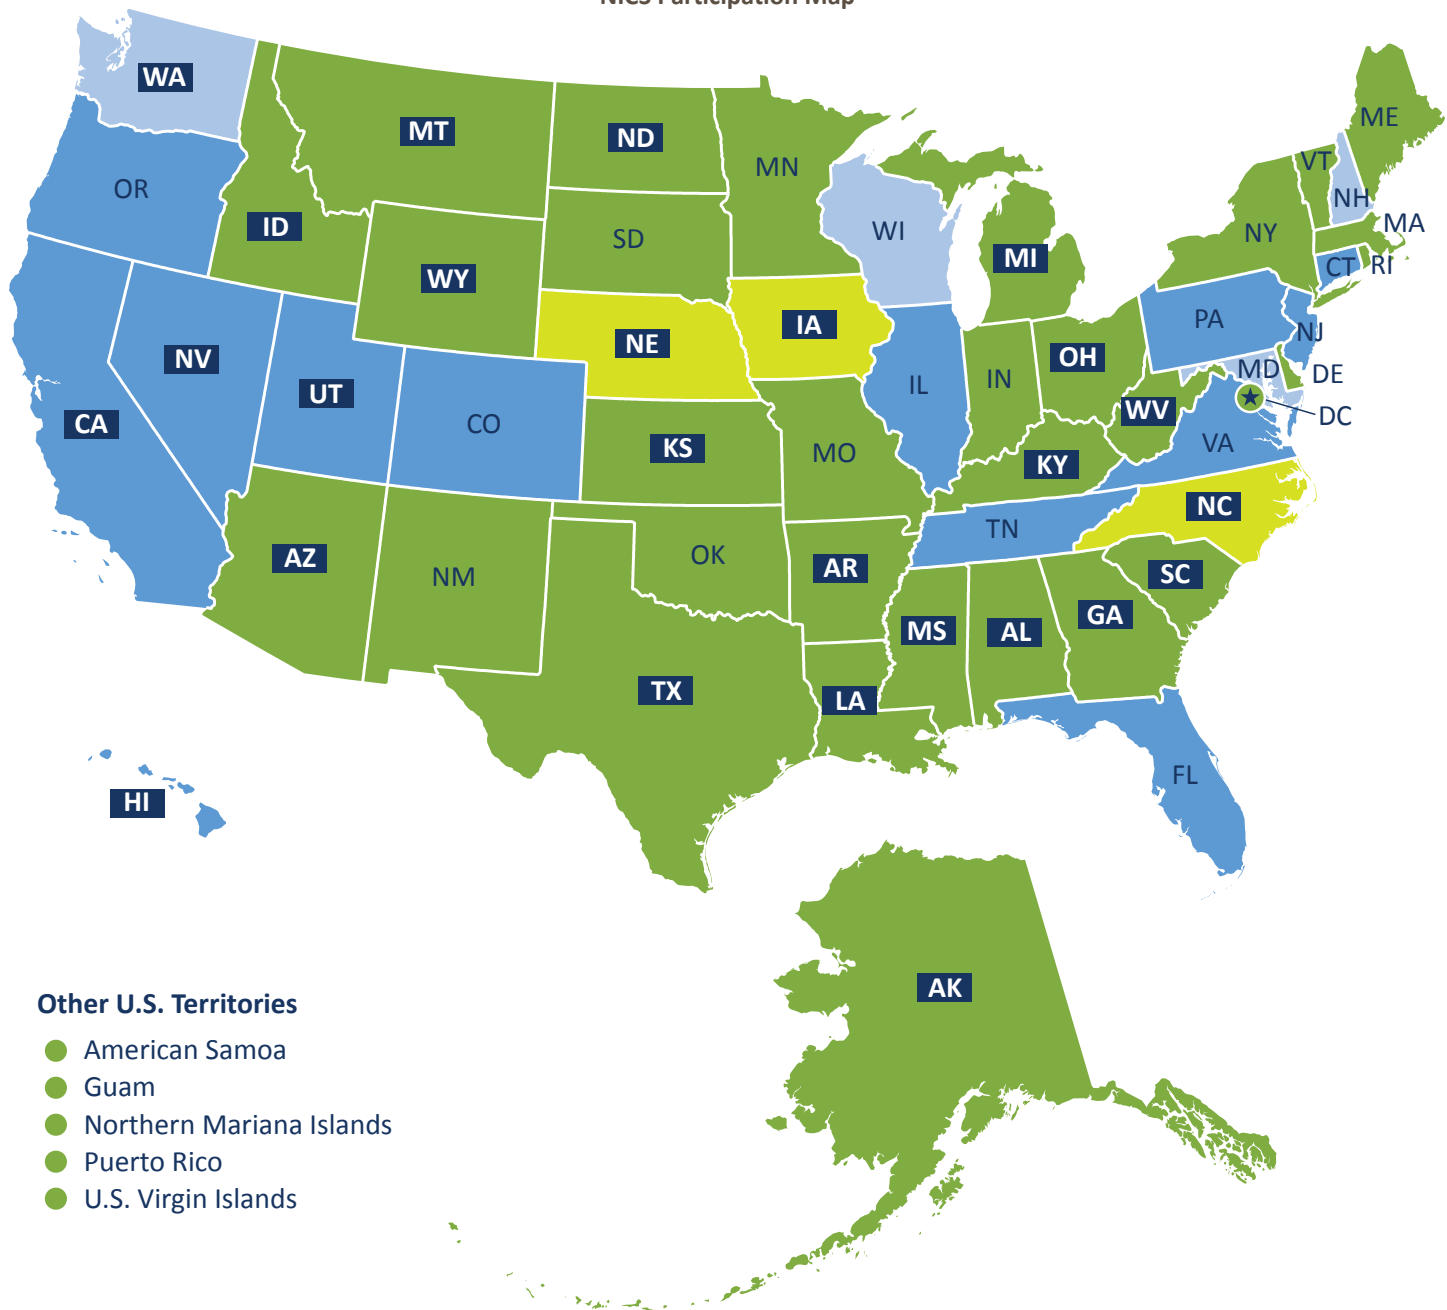 NICS Participation Map
WA
MT
ND
MN
ME
VT
NH
OR
ID
SD
WI
NY
MA
WY
MI
CT
RI
NE
IA
PA
NJ
NV
UT
CO
IL
IN
OH
MD
DE
CA
KS
MO
WV
DC
KY
VA
AZ
NM
OK
AR
TN
NC
SC
MS
AL
GA
TX
LA
HI
FL
AK
Other U.S. Territories
American Samoa
Guam
Northern Mariana Islands
Puerto Rico
U.S. Virgin Islands